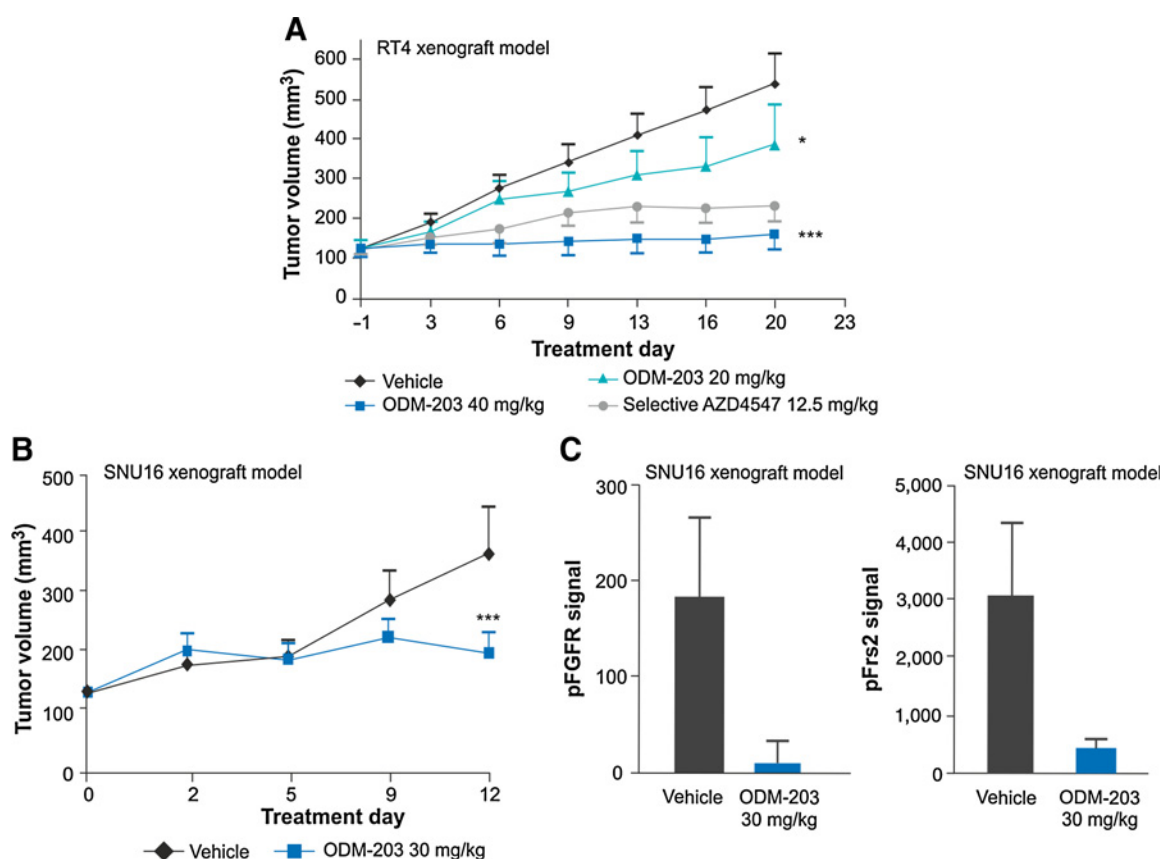 A
RT4 xenograft model
Tumor volume (mm³)
600
500
400
300
200
100
0
–1
3
6
9
13
16
20
23
*
***
Treatment day
Vehicle
ODM-203 20 mg/kg
ODM-203 40 mg/kg
Selective AZD4547 12.5 mg/kg
B
SNU16 xenograft model
Tumor volume (mm³)
500
400
300
200
100
0
0
2
5
9
12
***
Treatment day
Vehicle
ODM-203 30 mg/kg
C
SNU16 xenograft model
pFGFR signal
300
200
100
0
Vehicle
ODM-203
30 mg/kg
SNU16 xenograft model
pFrs2 signal
5,000
4,000
3,000
2,000
1,000
0
Vehicle
ODM-203
30 mg/kg